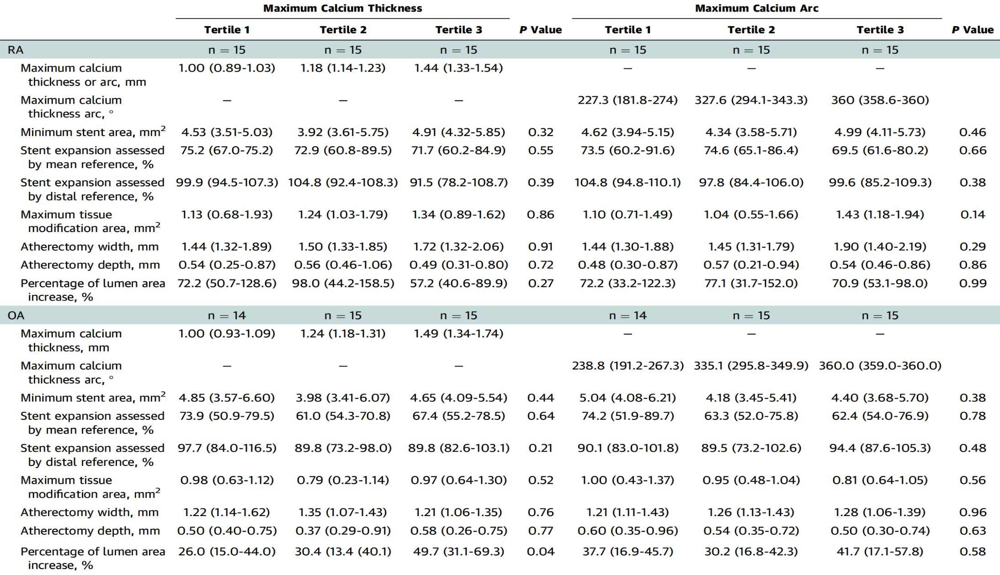 Maximum Calcium Thickness Maximum Calcium Arc
Tertile 1 Tertile 2 Tertile 3 P Value Tertile 1 Tertile 2 Tertile 3 P Value
RA n = 15 n = 15 n = 15 n = 15 n = 15 n = 15
Maximum calcium 1.00 (0.89-1.03) 1.18 (1.14-1.23) 1.44 (1.33-1.54) — — —
thickness or arc, mm
Maximum calcium — — — 227.3 (181.8-274) 327.6 (294.1-343.3) 360 (358.6-360)
thickness arc, °
Minimum stent area, mm² 4.53 (3.51-5.03) 3.92 (3.61-5.75) 4.91 (4.32-5.85) 0.32 4.62 (3.94-5.15) 4.34 (3.58-5.71) 4.99 (4.11-5.73) 0.46
Stent expansion assessed 75.2 (67.0-75.2) 72.9 (60.8-89.5) 71.7 (60.2-84.9) 0.55 73.5 (60.2-91.6) 74.6 (65.1-86.4) 69.5 (61.6-80.2) 0.66
by mean reference, %
Stent expansion assessed 99.9 (94.5-107.3) 104.8 (92.4-108.3) 91.5 (78.2-108.7) 0.39 104.8 (94.8-110.1) 97.8 (84.4-106.0) 99.6 (85.2-109.3) 0.38
by distal reference, %
Maximum tissue 1.13 (0.68-1.93) 1.24 (1.03-1.79) 1.34 (0.89-1.62) 0.86 1.10 (0.71-1.49) 1.04 (0.55-1.66) 1.43 (1.18-1.94) 0.14
modification area, mm²
Atherectomy width, mm 1.44 (1.32-1.89) 1.50 (1.33-1.85) 1.72 (1.32-2.06) 0.91 1.44 (1.30-1.88) 1.45 (1.31-1.79) 1.90 (1.40-2.19) 0.29
Atherectomy depth, mm 0.54 (0.25-0.87) 0.56 (0.46-1.06) 0.49 (0.31-0.80) 0.72 0.48 (0.30-0.87) 0.57 (0.21-0.94) 0.54 (0.46-0.86) 0.86
Percentage of lumen area 72.2 (50.7-128.6) 98.0 (44.2-158.5) 57.2 (40.6-89.9) 0.27 72.2 (33.2-122.3) 77.1 (31.7-152.0) 70.9 (53.1-98.0) 0.99
increase, %
OA n = 14 n = 15 n = 15 n = 14 n = 15 n = 15
Maximum calcium 1.00 (0.93-1.09) 1.24 (1.18-1.31) 1.49 (1.34-1.74) — — —
thickness, mm
Maximum calcium — — — 238.8 (191.2-267.3) 335.1 (295.8-349.9) 360.0 (359.0-360.0)
thickness arc, °
Minimum stent area, mm² 4.85 (3.57-6.60) 3.98 (3.41-6.07) 4.65 (4.09-5.54) 0.44 5.04 (4.08-6.21) 4.18 (3.45-5.41) 4.40 (3.68-5.70) 0.38
Stent expansion assessed 73.9 (50.9-79.5) 61.0 (54.3-70.8) 67.4 (55.2-78.5) 0.64 74.2 (51.9-89.7) 63.3 (52.0-75.8) 62.4 (54.0-76.9) 0.78
by mean reference, %
Stent expansion assessed 97.7 (84.0-116.5) 89.8 (73.2-98.0) 89.8 (82.6-103.1) 0.21 90.1 (83.0-101.8) 89.5 (73.2-102.6) 94.4 (87.6-105.3) 0.48
by distal reference, %
Maximum tissue 0.98 (0.63-1.12) 0.79 (0.23-1.14) 0.97 (0.64-1.30) 0.52 1.00 (0.43-1.37) 0.95 (0.48-1.04) 0.81 (0.64-1.05) 0.56
modification area, mm²
Atherectomy width, mm 1.22 (1.14-1.62) 1.35 (1.07-1.43) 1.21 (1.06-1.35) 0.76 1.21 (1.11-1.43) 1.26 (1.13-1.43) 1.28 (1.06-1.39) 0.96
Atherectomy depth, mm 0.50 (0.40-0.75) 0.37 (0.29-0.91) 0.58 (0.26-0.75) 0.77 0.60 (0.35-0.96) 0.54 (0.35-0.72) 0.50 (0.30-0.74) 0.63
Percentage of lumen area 26.0 (15.0-44.0) 30.4 (13.4 (40.1) 49.7 (31.1-69.3) 0.04 37.7 (16.9-45.7) 30.2 (16.8-42.3) 41.7 (17.1-57.8) 0.58
increase, %